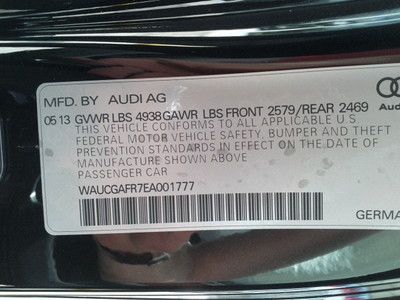 MFD. BY AUDI AG
05 13 GVWR LBS 4938 GAWR LBS FRONT 2579/REAR 2469
THIS VEHICLE CONFORMS TO ALL APPLICABLE U.S
FEDERAL MOTOR VEHICLE SAFETY, BUMPER AND THEFT
PREVENTION STANDARDS IN EFFECT ON THE DATE OF
MANUFACTURE SHOWN ABOVE
PASSENGER CAR
WAUCGAFR7EA001777
Aud
GERMA